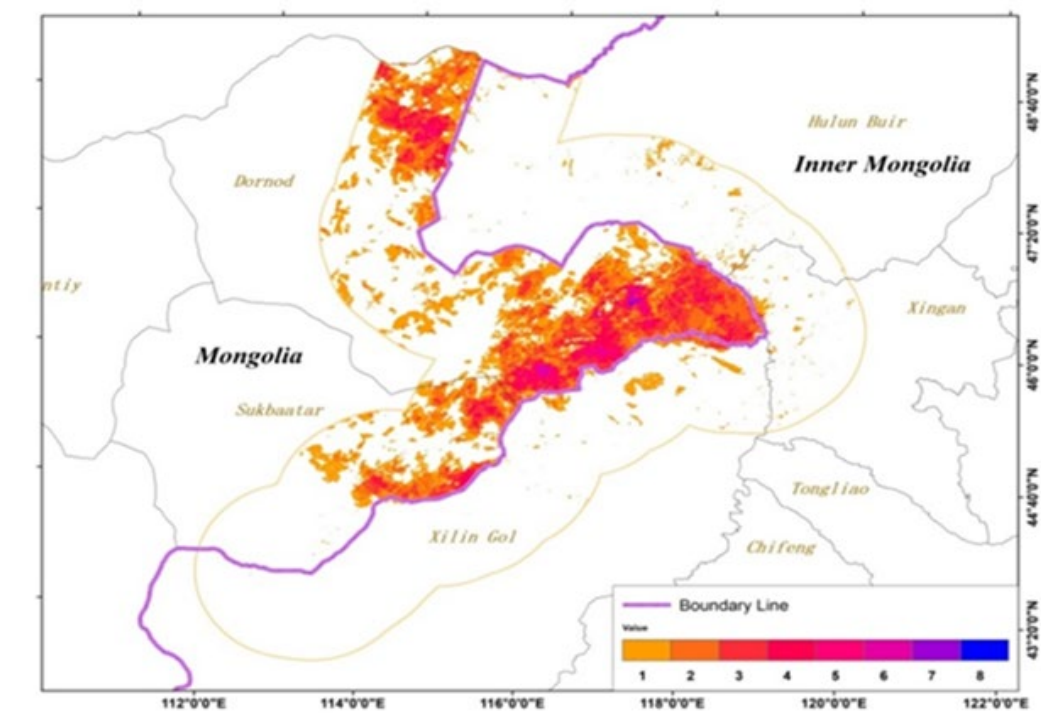 Hulun Buir
48°40'0"N
Inner Mongolia
Dornod
47°20'0"N
ntiy
Xingan
Mongolia
46°0'0"N
Sukbaatar
Tongliao
44°40'0"N
Xilin Gol
Chifeng
Boundary Line
43°20'0"N
Value
1 2 3 4 5 6 7 8
112°0'0"E 114°0'0"E 116°0'0"E 118°0'0"E 120°0'0"E 122°0'0"E